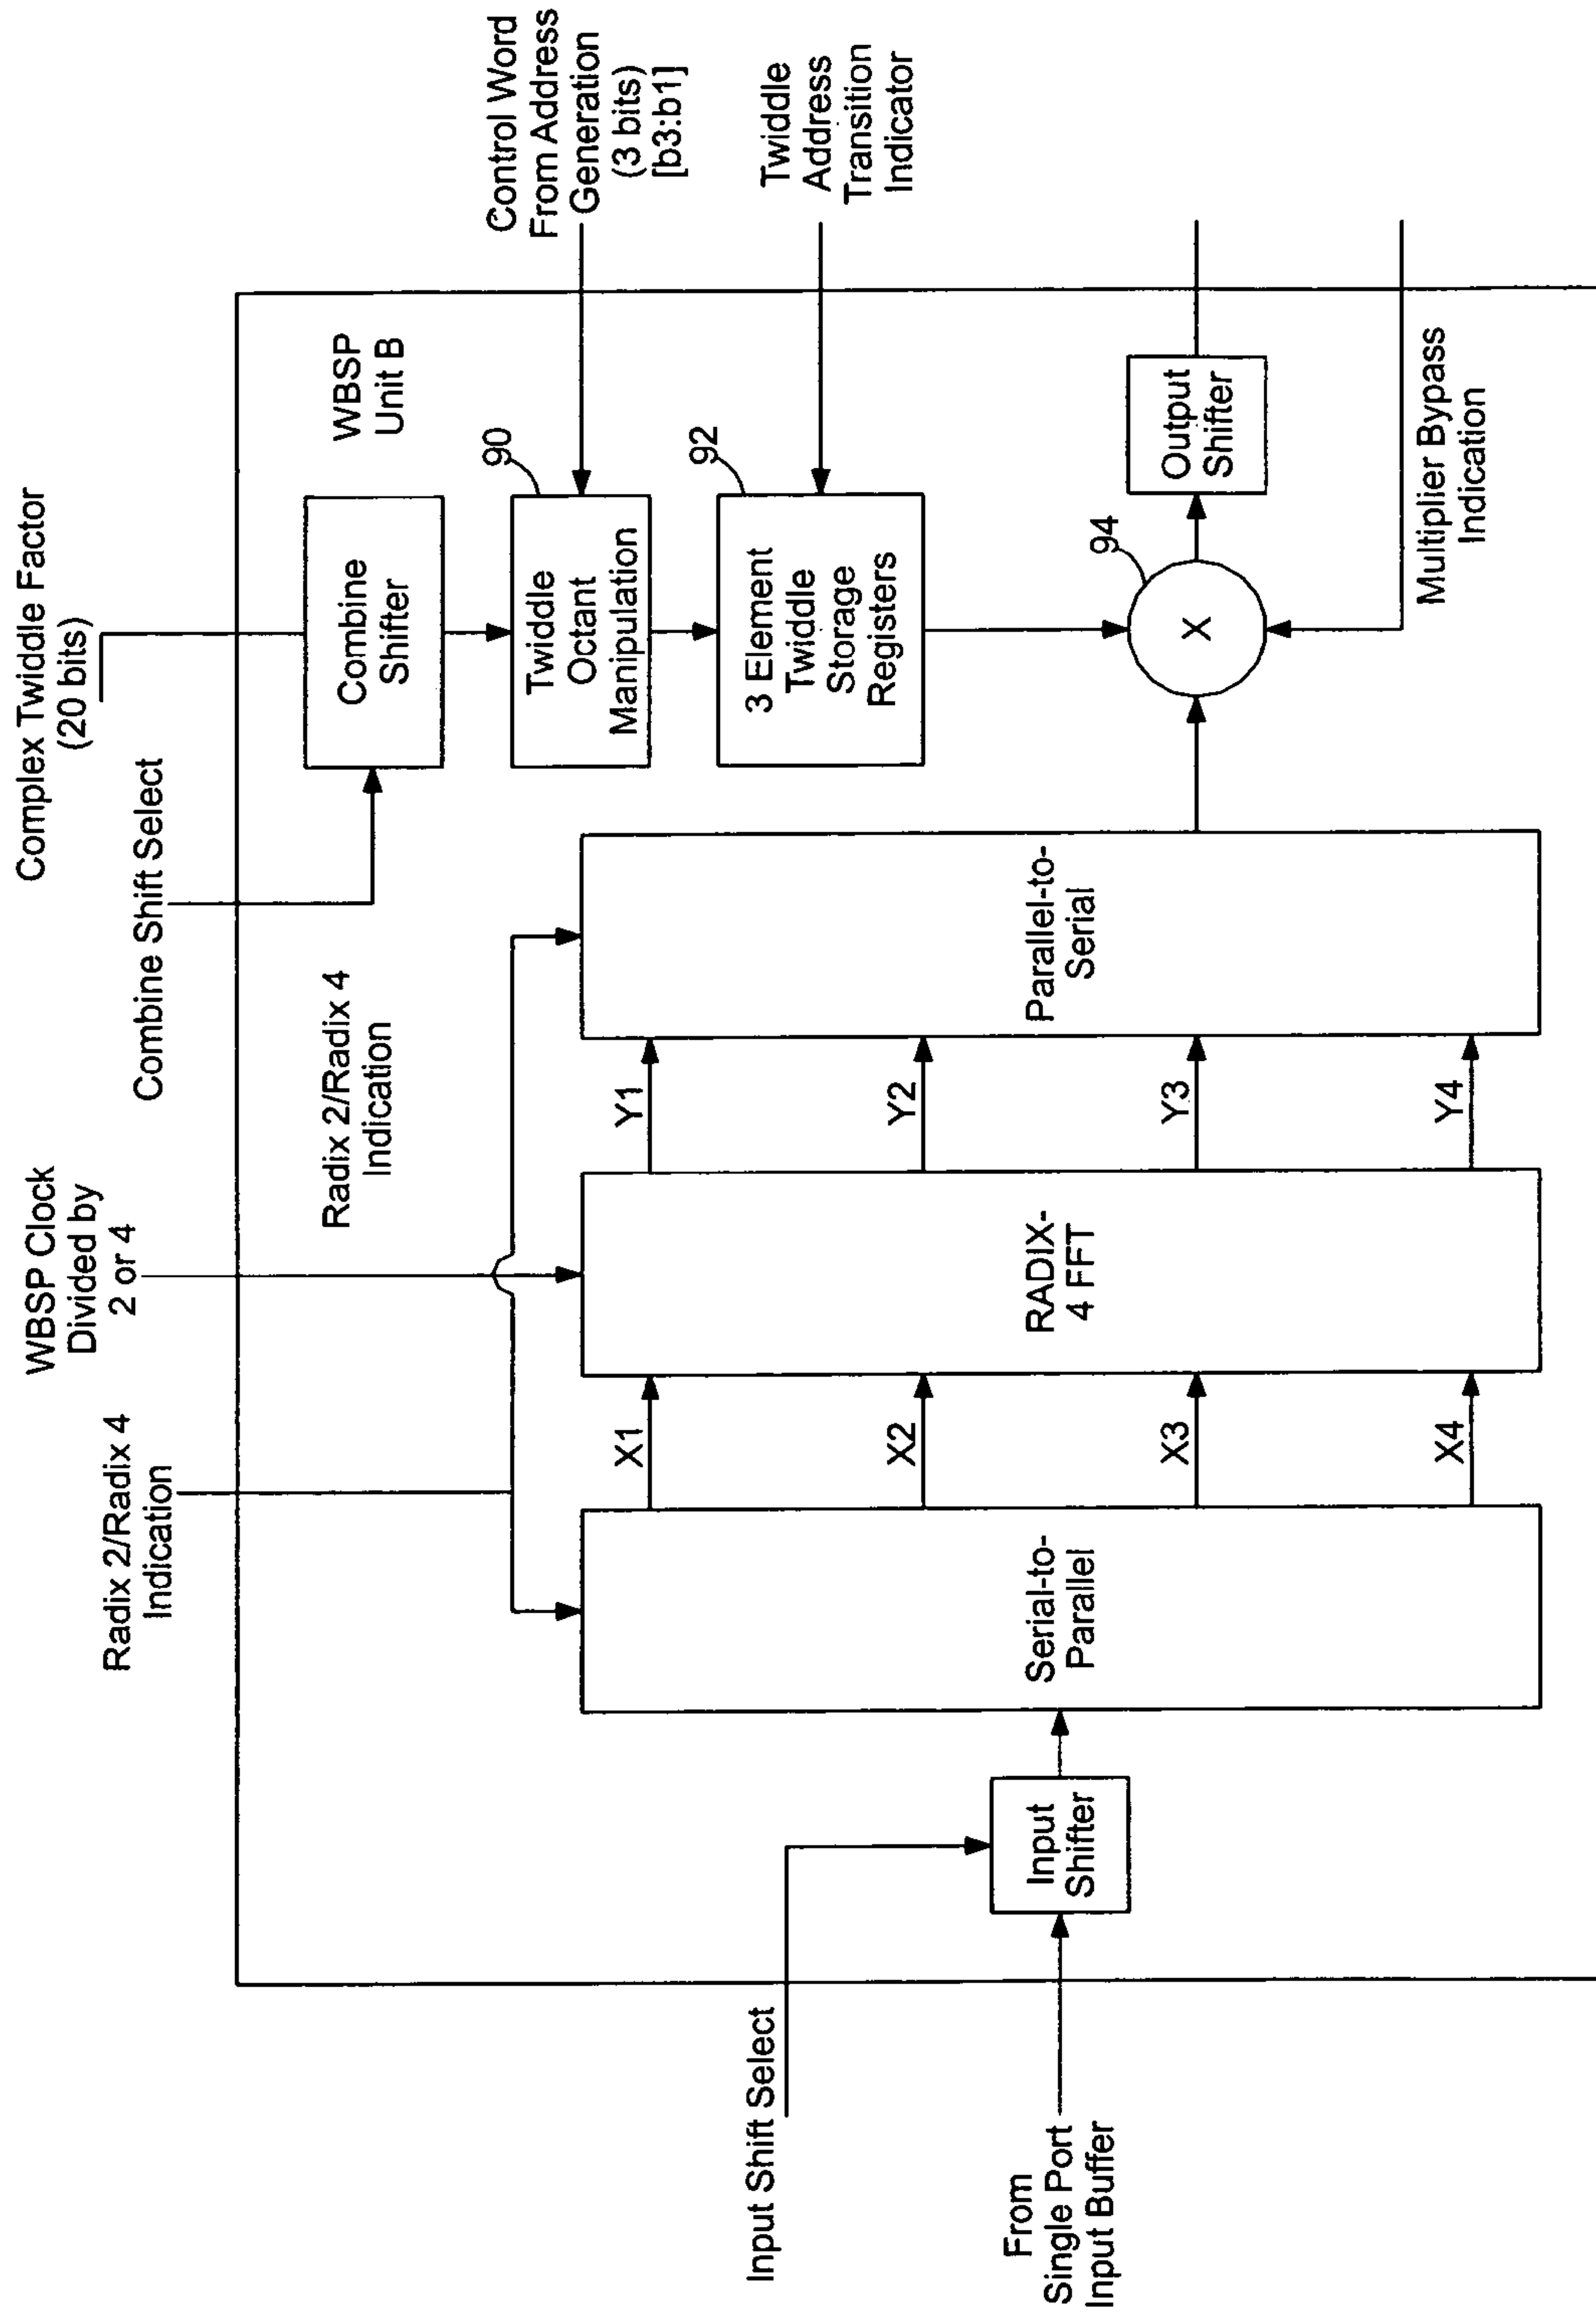 Complex Twiddle Factor
(20 bits)
Combine Shift Select
WBSP Clock
Divided by
2 or 4
Radix 2/Radix 4
Indication
Radix 2/Radix 4
Indication
Input Shift Select
From
Single Port
Input Buffer
Input
Shifter
Serial-to-
Parallel
X1
X2
X3
X4
RADIX-
4 FFT
Y1
Y2
Y3
Y4
Parallel-to-
Serial
Combine
Shifter
WBSP
Unit B
90
Twiddle
Octant
Manipulation
92
3 Element
Twiddle
Storage
Registers
94
X
Output
Shifter
Control Word
From Address
Generation
(3 bits)
[b3:b1]
Twiddle
Address
Transition
Indicator
Multiplier Bypass
Indication